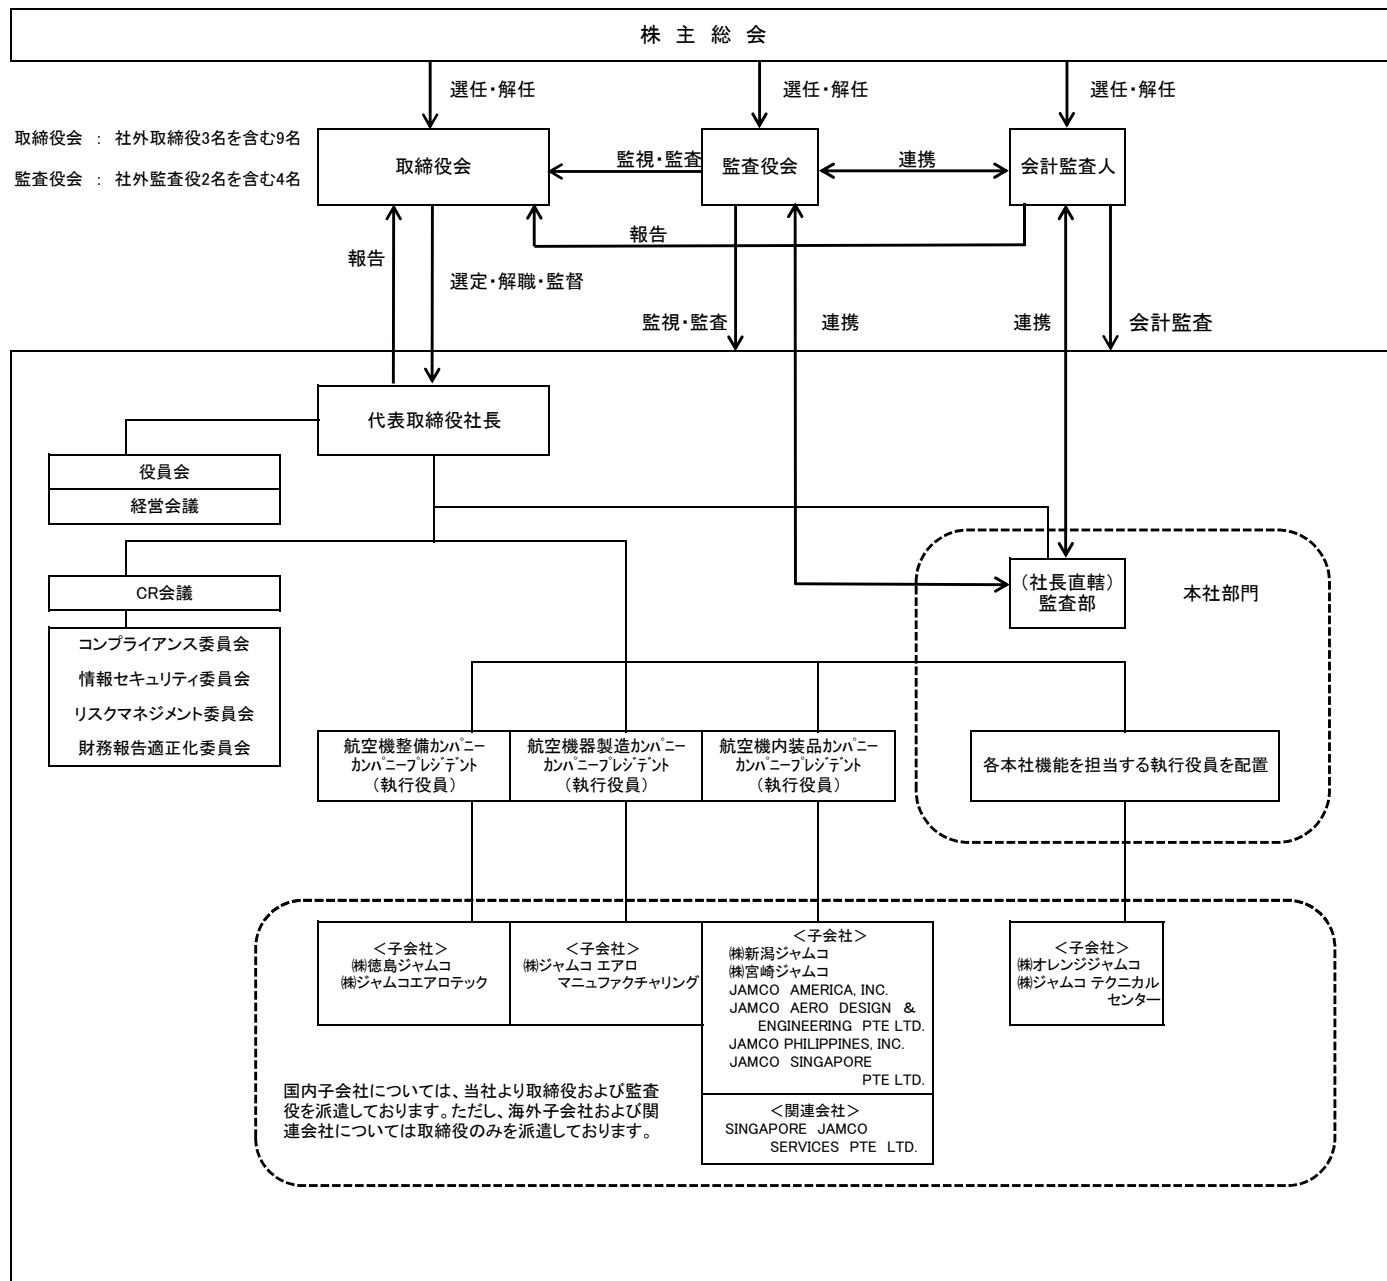 株 主 総 会
選任・解任
選任・解任
選任・解任
取締役会 ： 社外取締役3名を含む9名
監査役会 ： 社外監査役2名を含む4名
取締役会
監視・監査
監査役会
連携
会計監査人
報告
報告
選定・解職・監督
監視・監査
連携
連携
会計監査
代表取締役社長
役員会
経営会議
CR会議
コンプライアンス委員会
情報セキュリティ委員会
リスクマネジメント委員会
財務報告適正化委員会
（社長直轄）
監査部
本社部門
航空機整備ｶﾝﾊﾟﾆｰ
ｶﾝﾊﾟﾆｰﾌﾟﾚｼﾞﾃﾞﾝﾄ
（執行役員）
航空機器製造ｶﾝﾊﾟﾆｰ
ｶﾝﾊﾟﾆｰﾌﾟﾚｼﾞﾃﾞﾝﾄ
（執行役員）
航空機内装品ｶﾝﾊﾟﾆｰ
ｶﾝﾊﾟﾆｰﾌﾟﾚｼﾞﾃﾞﾝﾄ
（執行役員）
各本社機能を担当する執行役員を配置
＜子会社＞
㈱徳島ジャムコ
㈱ジャムコエアロテック
＜子会社＞
㈱ジャムコ エアロ
マニュファクチャリング
＜子会社＞
㈱新潟ジャムコ
㈱宮崎ジャムコ
JAMCO AMERICA, INC.
JAMCO AERO DESIGN &
ENGINEERING PTE LTD.
JAMCO PHILIPPINES, INC.
JAMCO SINGAPORE
PTE LTD.
＜関連会社＞
SINGAPORE JAMCO
SERVICES PTE LTD.
＜子会社＞
㈱オレンジジャムコ
㈱ジャムコ テクニカル
センター
国内子会社については、当社より取締役および監査
役を派遣しております。ただし、海外子会社および関
連会社については取締役のみを派遣しております。